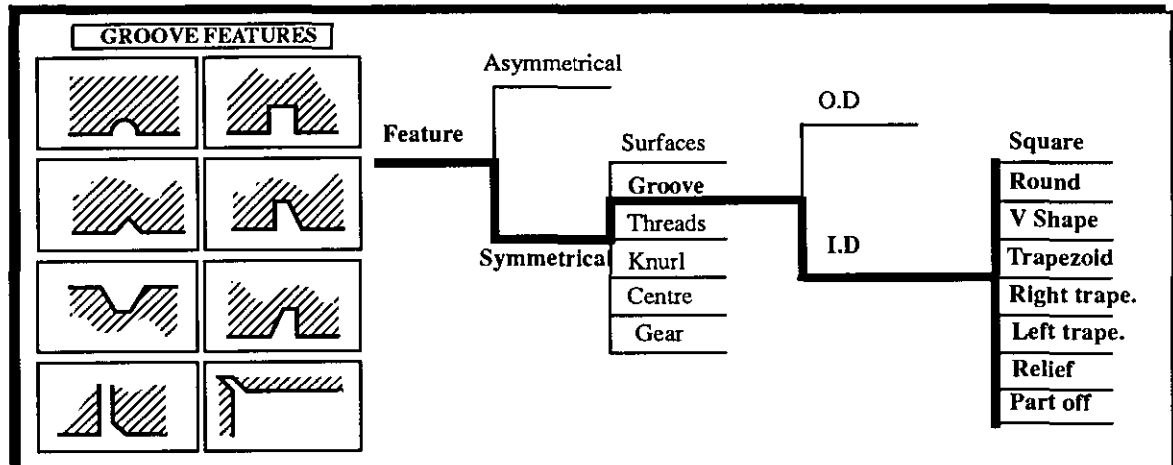 GROOVE FEATURES
Feature
Asymmetrical
Symmetrical
Surfaces
Groove
Threads
Knurl
Centre
Gear
O.D
I.D
Square
Round
V Shape
Trapezoid
Right trape.
Left trape.
Relief
Part off